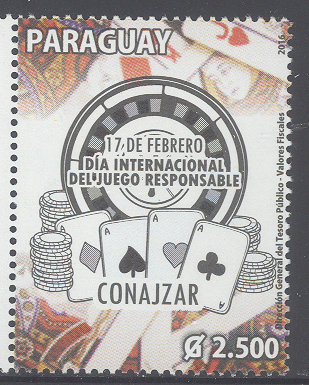 PARAGUAY
2016
17 DE FEBRERO
DÍA INTERNACIONAL
DEL JUEGO RESPONSABLE
A A A A
CONAJZAR
₲ 2.500
Dirección General del Tesoro Público - Valores Fiscales